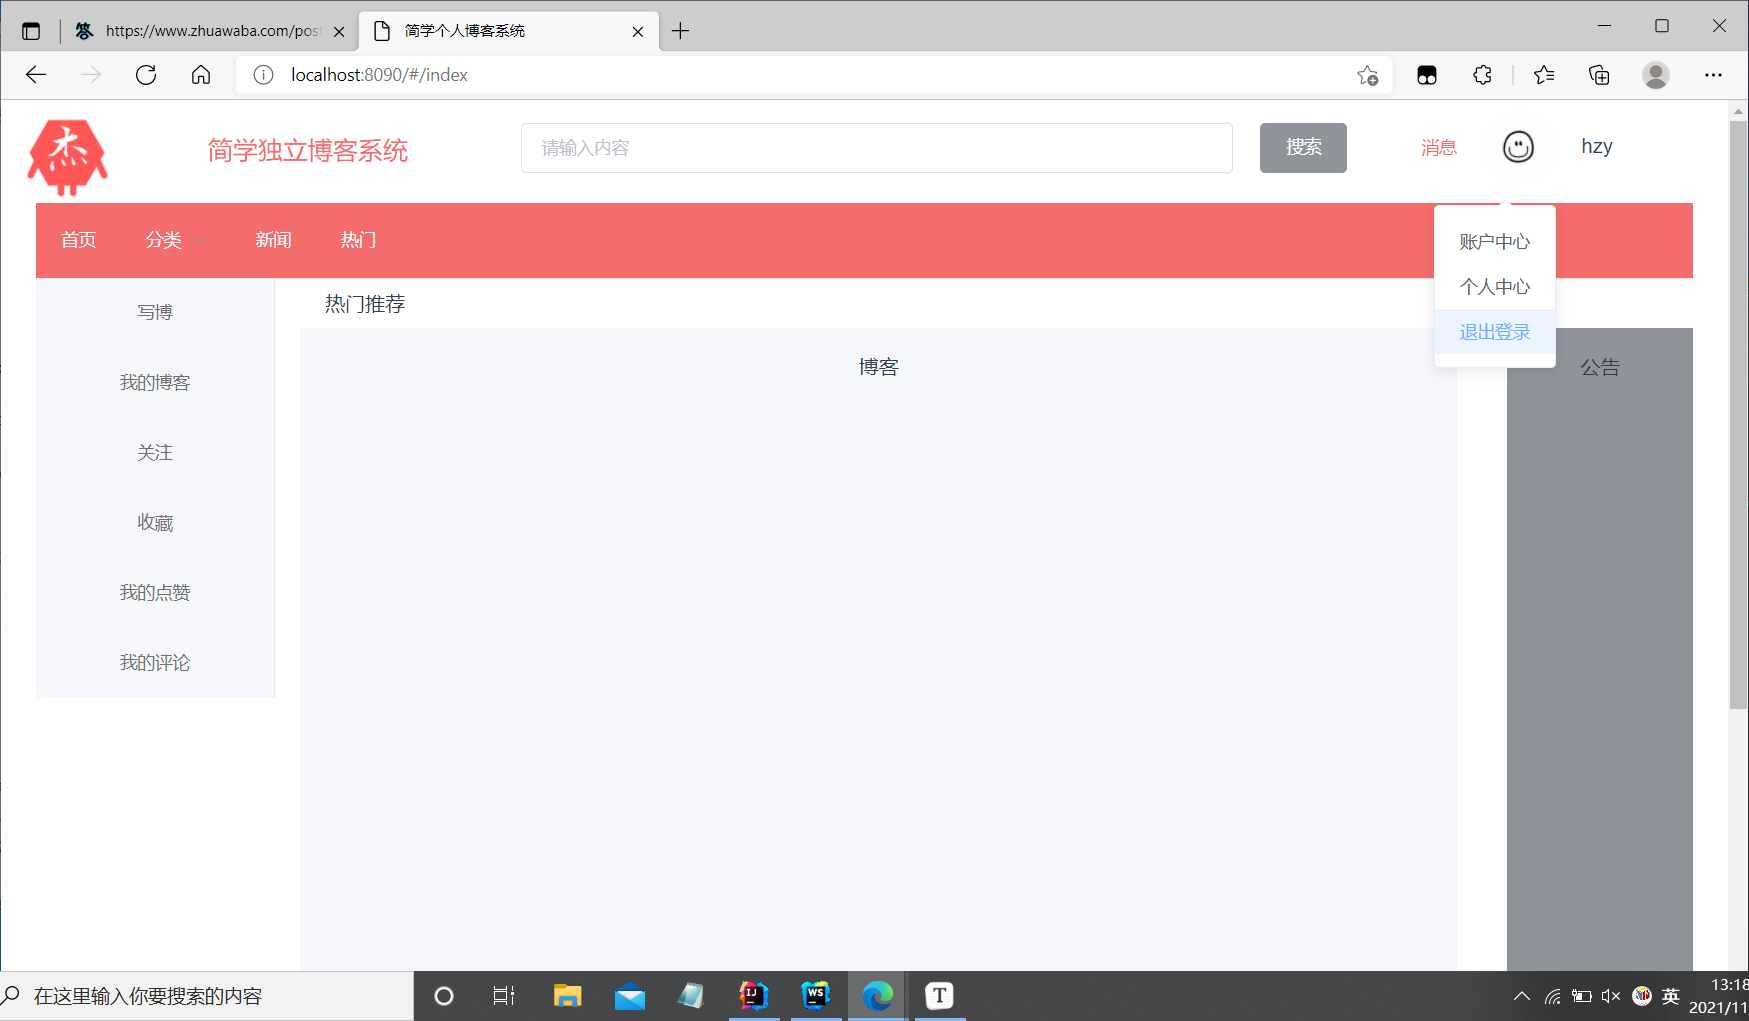 https://www.zhuawaba.com/post
简学个人博客系统
localhost:8090/#/index
杰
简学独立博客系统
请输入内容
搜索
消息
hzy
首页
分类
新闻
热门
账户中心
个人中心
退出登录
写博
我的博客
关注
收藏
我的点赞
我的评论
热门推荐
博客
公告
在这里输入你要搜索的内容
英
13:18
2021/11